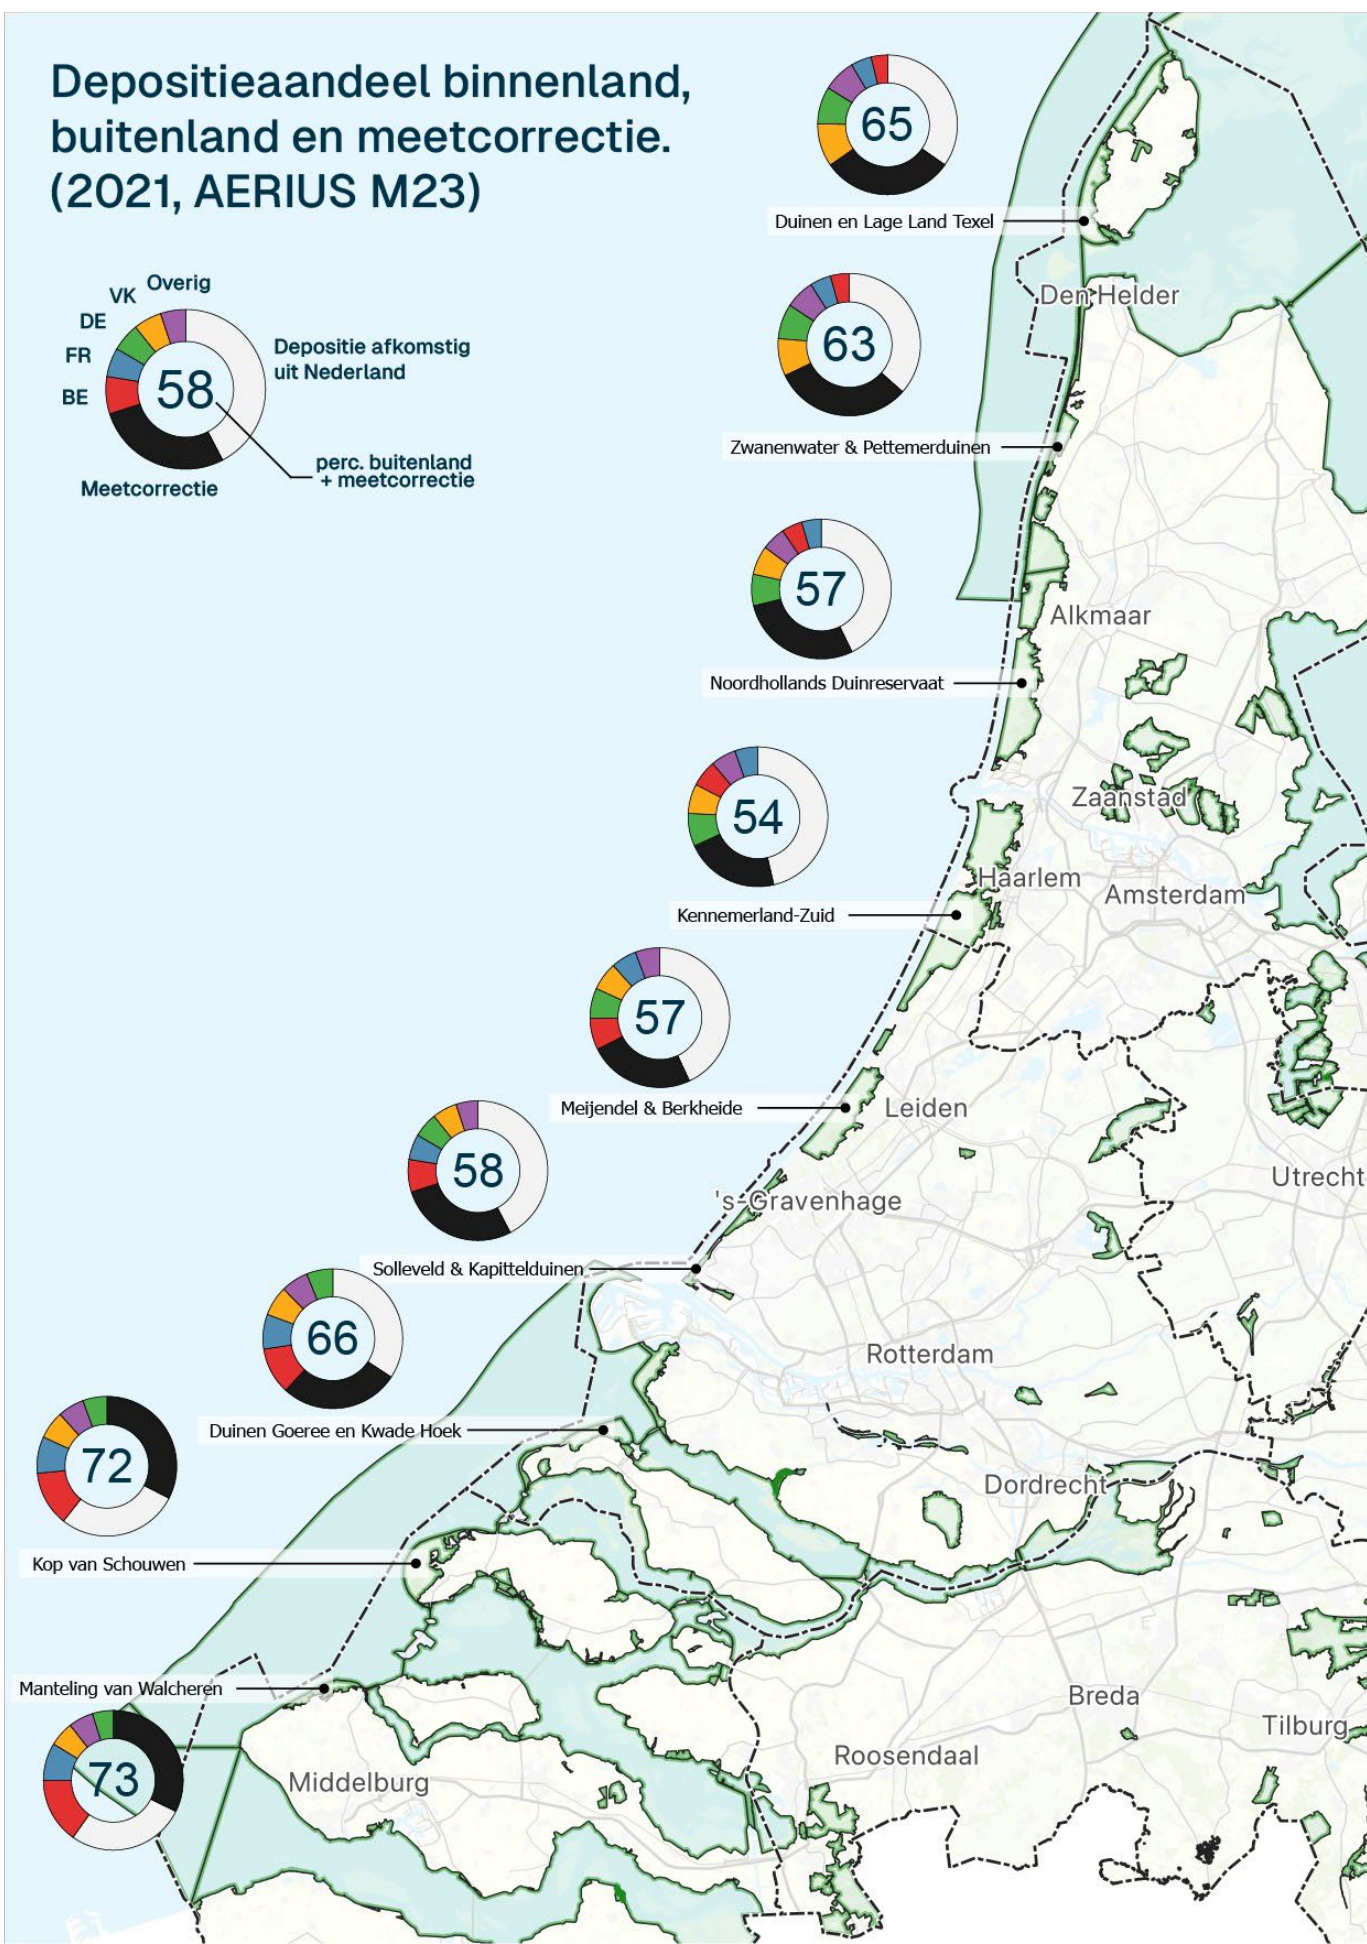 Depositieaandeel binnenland,
buitenland en meetcorrectie.
(2021, AERIUS M23)
Overig
VK
DE
FR
BE
58
Depositie afkomstig
uit Nederland
perc. buitenland
+ meetcorrectie
Meetcorrectie
65
Duinen en Lage Land Texel
Den Helder
63
Zwanenwater & Pettemerduinen
57
Alkmaar
Noordhollands Duinreservaat
54
Zaanstad
Haarlem
Amsterdam
Kennemerland-Zuid
57
Meijendel & Berkheide
Leiden
58
Utrecht
's-Gravenhage
Solleveld & Kapittelduinen
66
Rotterdam
Duinen Goeree en Kwade Hoek
72
Dordrecht
Kop van Schouwen
Manteling van Walcheren
Breda
Tilburg
73
Middelburg
Roosendaal